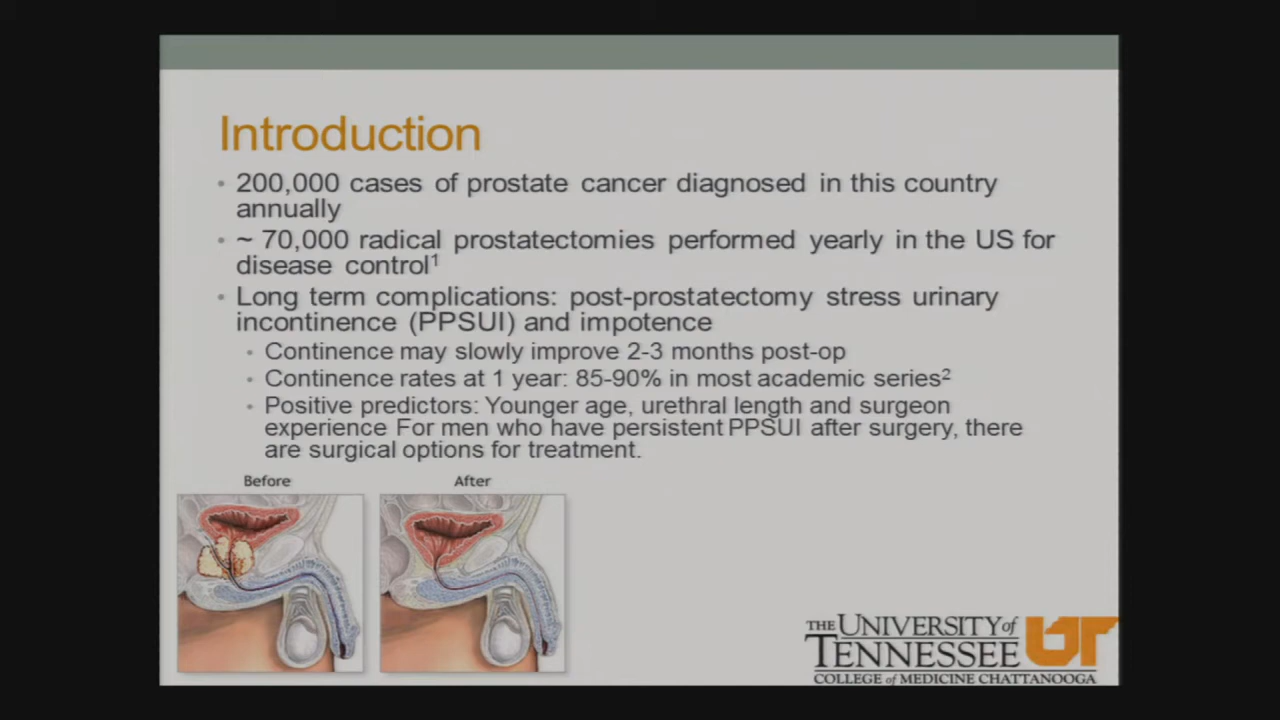 Introduction
• 200,000 cases of prostate cancer diagnosed in this country
annually
• ~ 70,000 radical prostatectomies performed yearly in the US for
disease control¹
• Long term complications: post-prostatectomy stress urinary
incontinence (PPSUI) and impotence
• Continence may slowly improve 2-3 months post-op
• Continence rates at 1 year: 85-90% in most academic series²
• Positive predictors: Younger age, urethral length and surgeon
experience For men who have persistent PPSUI after surgery, there
are surgical options for treatment.
Before After
THE UNIVERSITY of
TENNESSEE UT
COLLEGE of MEDICINE CHATTANOOGA